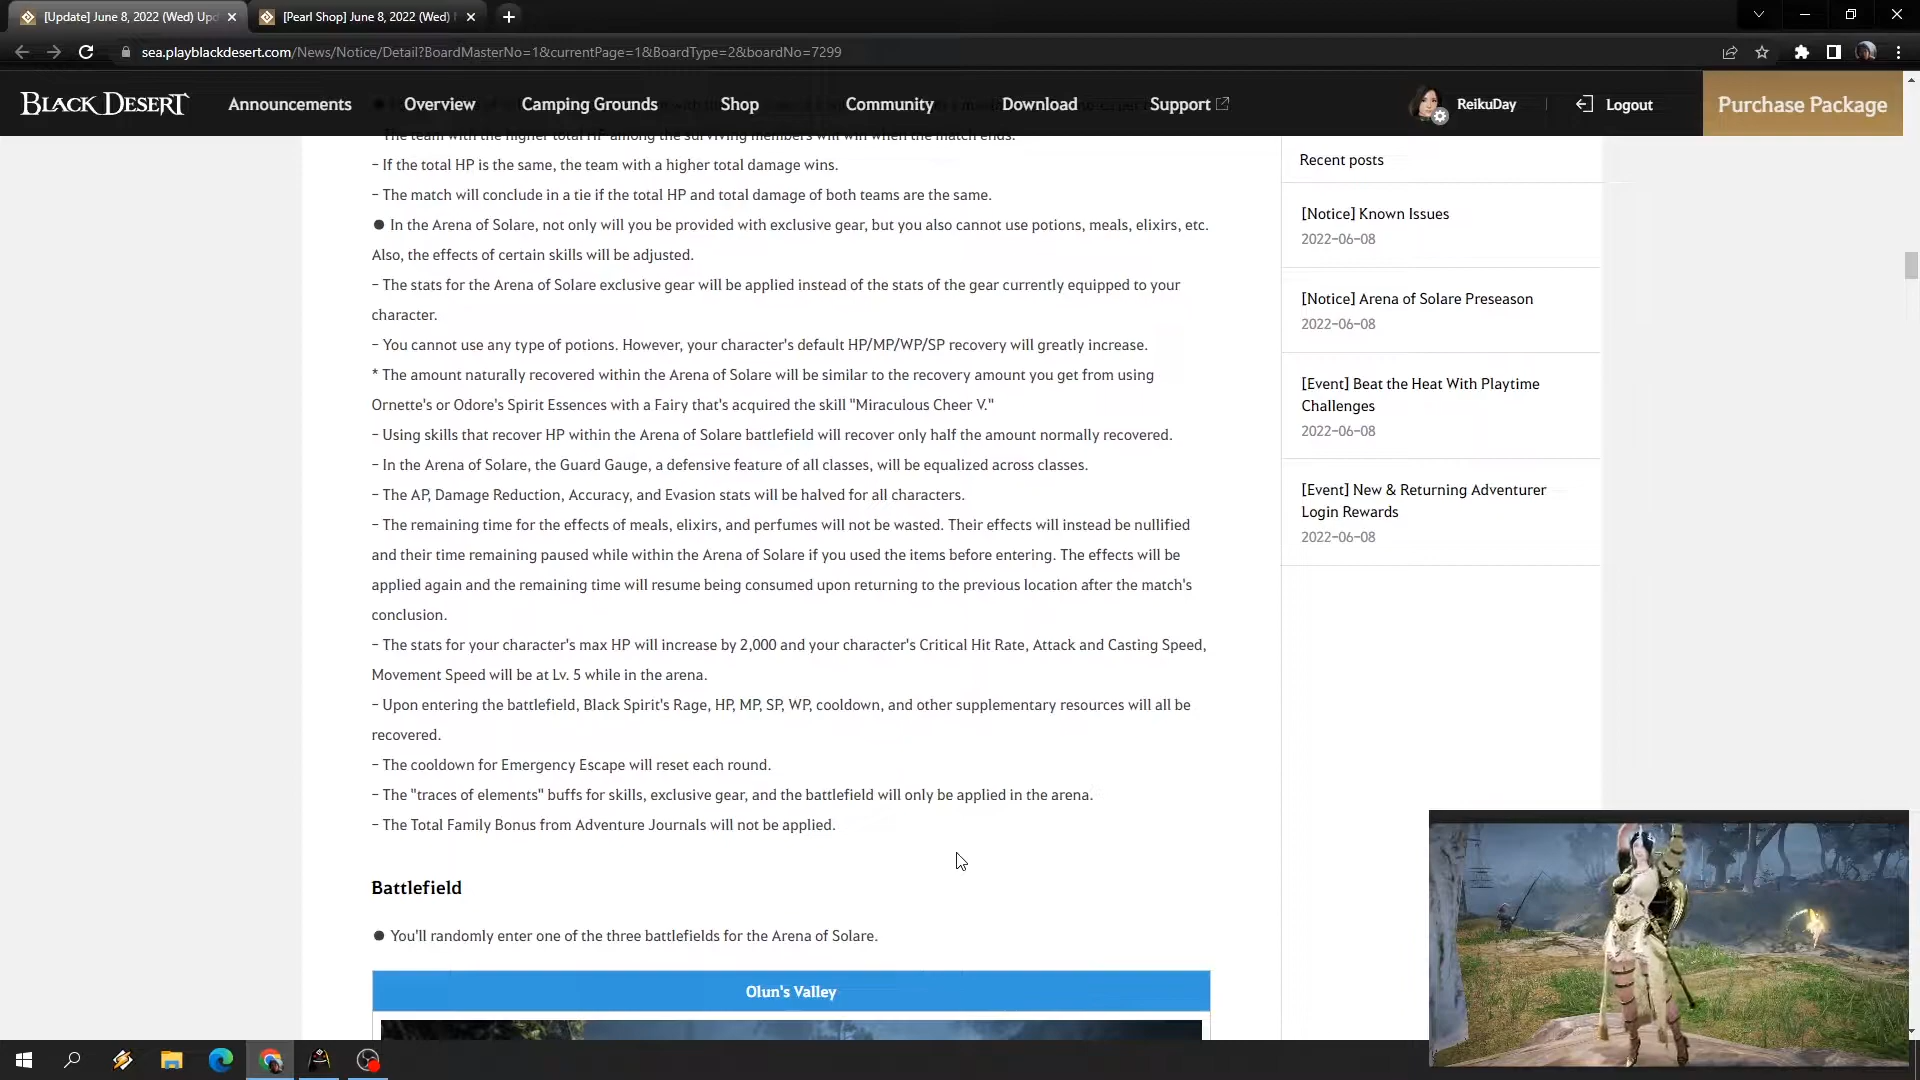 [Update] June 8, 2022 (Wed) Upd
[Pearl Shop] June 8, 2022 (Wed)
sea.playblackdesert.com/News/Notice/Detail?BoardMasterNo=1&currentPage=1&BoardType=2&boardNo=7299
BLACK DESERT Announcements Overview Camping Grounds Shop Community Download Support ReikuDay Logout Purchase Package
- The team with the higher total HP among the surviving members will win when the match ends.
- If the total HP is the same, the team with a higher total damage wins.
- The match will conclude in a tie if the total HP and total damage of both teams are the same.
● In the Arena of Solare, not only will you be provided with exclusive gear, but you also cannot use potions, meals, elixirs, etc.
Also, the effects of certain skills will be adjusted.
- The stats for the Arena of Solare exclusive gear will be applied instead of the stats of the gear currently equipped to your
character.
- You cannot use any type of potions. However, your character's default HP/MP/WP/SP recovery will greatly increase.
* The amount naturally recovered within the Arena of Solare will be similar to the recovery amount you get from using
Ornette's or Odore's Spirit Essences with a Fairy that's acquired the skill "Miraculous Cheer V."
- Using skills that recover HP within the Arena of Solare battlefield will recover only half the amount normally recovered.
- In the Arena of Solare, the Guard Gauge, a defensive feature of all classes, will be equalized across classes.
- The AP, Damage Reduction, Accuracy, and Evasion stats will be halved for all characters.
- The remaining time for the effects of meals, elixirs, and perfumes will not be wasted. Their effects will instead be nullified
and their time remaining paused while within the Arena of Solare if you used the items before entering. The effects will be
applied again and the remaining time will resume being consumed upon returning to the previous location after the match's
conclusion.
- The stats for your character's max HP will increase by 2,000 and your character's Critical Hit Rate, Attack and Casting Speed,
Movement Speed will be at Lv. 5 while in the arena.
- Upon entering the battlefield, Black Spirit's Rage, HP, MP, SP, WP, cooldown, and other supplementary resources will all be
recovered.
- The cooldown for Emergency Escape will reset each round.
- The "traces of elements" buffs for skills, exclusive gear, and the battlefield will only be applied in the arena.
- The Total Family Bonus from Adventure Journals will not be applied.
Battlefield
● You'll randomly enter one of the three battlefields for the Arena of Solare.
Olun's Valley
Recent posts
[Notice] Known Issues
2022-06-08
[Notice] Arena of Solare Preseason
2022-06-08
[Event] Beat the Heat With Playtime
Challenges
2022-06-08
[Event] New & Returning Adventurer
Login Rewards
2022-06-08